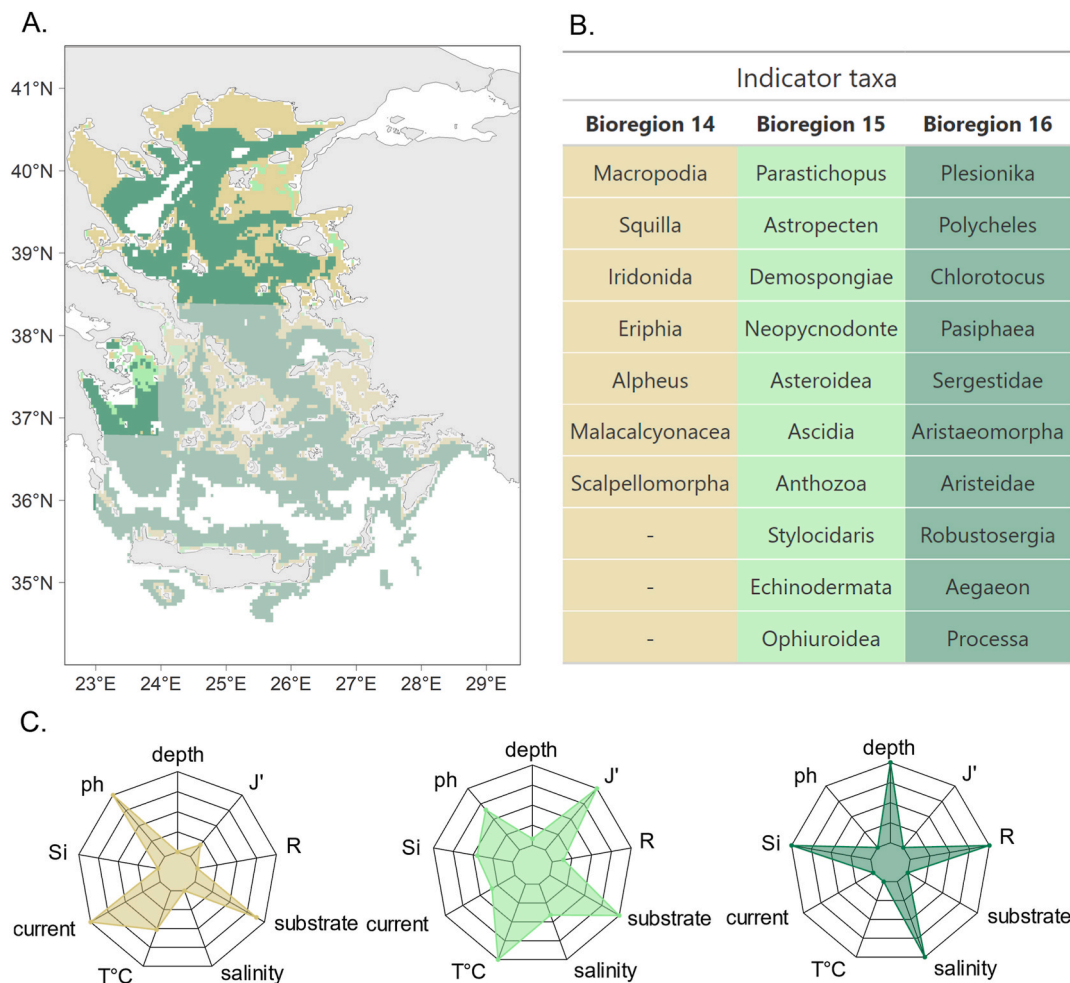 A.
B.
41°N
40°N
39°N
38°N
37°N
36°N
35°N
23°E 24°E 25°E 26°E 27°E 28°E 29°E
Indicator taxa
Bioregion 14 Bioregion 15 Bioregion 16
Macropodia Parastichopus Plesionika
Squilla Astropecten Polycheles
Iridonida Demospongiae Chlorotocus
Eriphia Neopycnodonte Pasiphaea
Alpheus Asteroidea Sergestidae
Malacalcyonacea Ascidia Aristaeomorpha
Scalpellomorpha Anthozoa Aristeidae
- Stylocidaris Robustosergia
- Echinodermata Aegaeon
- Ophiuroidea Processa
C.
depth
J'
R
substrate
salinity
T°C
current
Si
ph
depth
J'
R
substrate
salinity
T°C
current
Si
ph
depth
J'
R
substrate
salinity
T°C
current
Si
ph